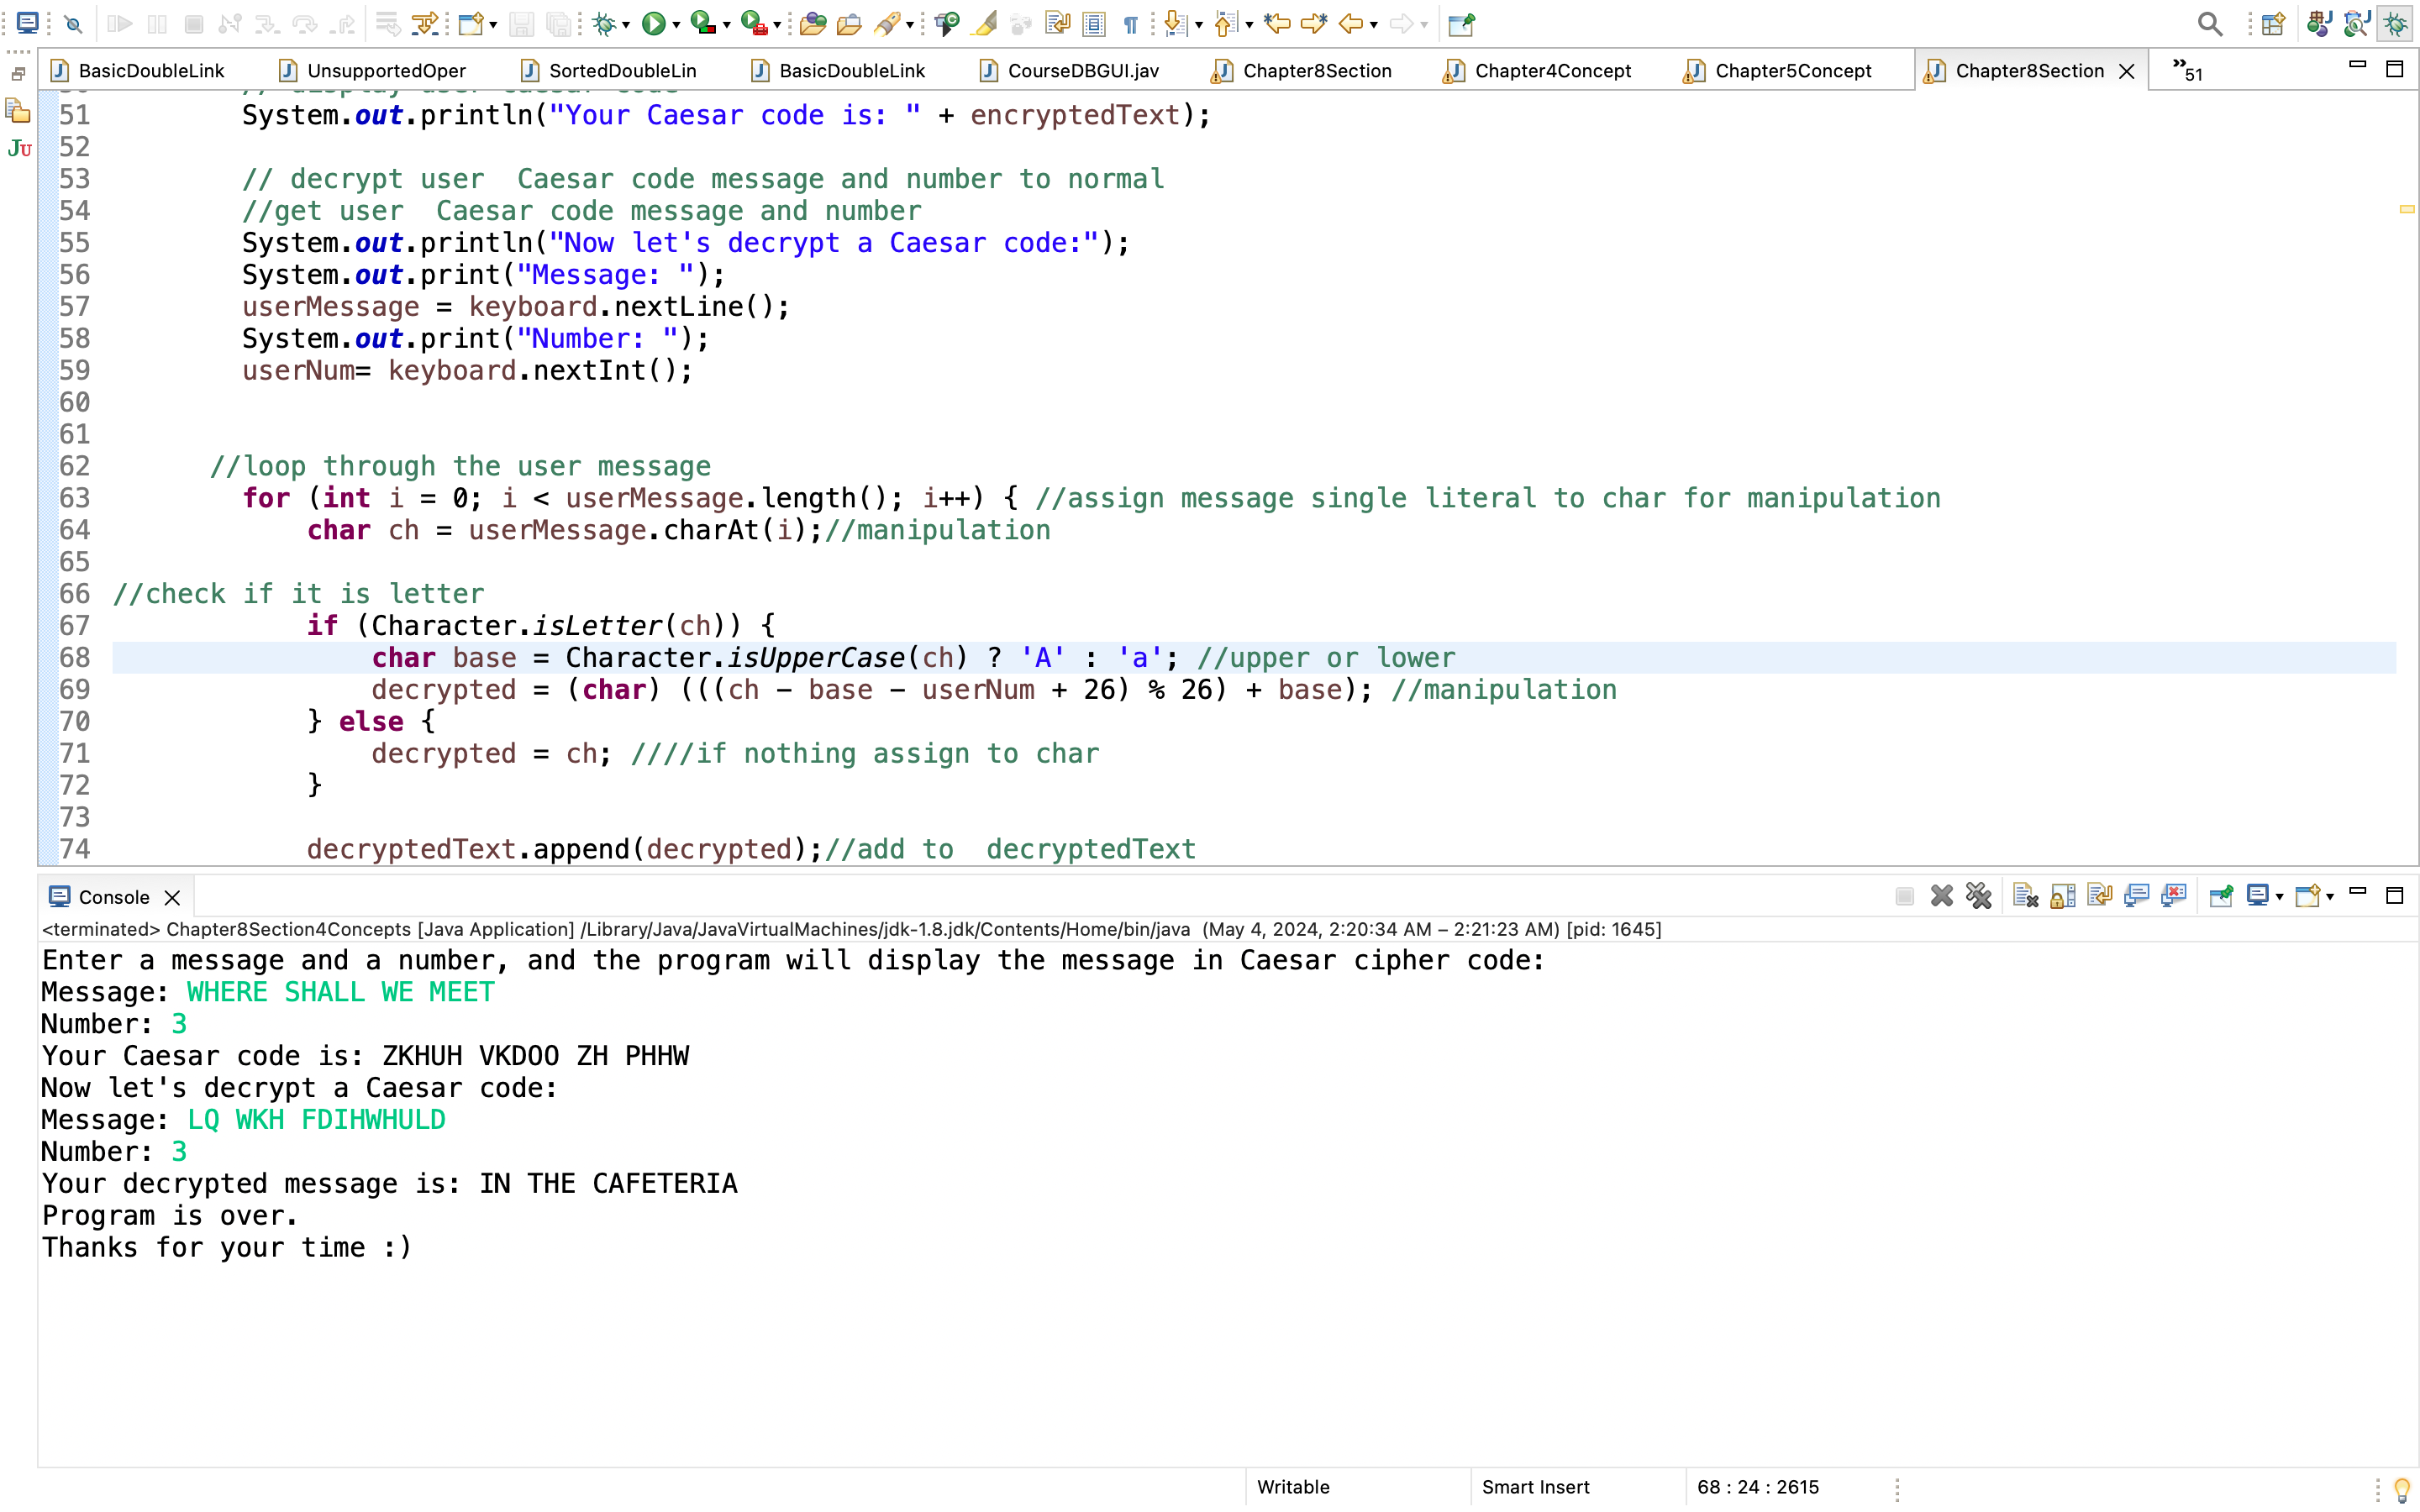 BasicDoubleLink UnsupportedOper SortedDoubleLin BasicDoubleLink CourseDBGUI.jav Chapter8Section Chapter4Concept Chapter5Concept Chapter8Section »51
51 System.out.println("Your Caesar code is: " + encryptedText);
52
53 // decrypt user  Caesar code message and number to normal
54 //get user  Caesar code message and number
55 System.out.println("Now let's decrypt a Caesar code:");
56 System.out.print("Message: ");
57 userMessage = keyboard.nextLine();
58 System.out.print("Number: ");
59 userNum= keyboard.nextInt();
60
61
62 //loop through the user message
63 for (int i = 0; i < userMessage.length(); i++) { //assign message single literal to char for manipulation
64 char ch = userMessage.charAt(i);//manipulation
65
66 //check if it is letter
67 if (Character.isLetter(ch)) {
68 char base = Character.isUpperCase(ch) ? 'A' : 'a'; //upper or lower
69 decrypted = (char) (((ch - base - userNum + 26) % 26) + base); //manipulation
70 } else {
71 decrypted = ch; ////if nothing assign to char
72 }
73
74 decryptedText.append(decrypted);//add to  decryptedText
Console
<terminated> Chapter8Section4Concepts [Java Application] /Library/Java/JavaVirtualMachines/jdk-1.8.jdk/Contents/Home/bin/java (May 4, 2024, 2:20:34 AM – 2:21:23 AM) [pid: 1645]
Enter a message and a number, and the program will display the message in Caesar cipher code:
Message: WHERE SHALL WE MEET
Number: 3
Your Caesar code is: ZKHUH VKDOO ZH PHHW
Now let's decrypt a Caesar code:
Message: LQ WKH FDIHWHULD
Number: 3
Your decrypted message is: IN THE CAFETERIA
Program is over.
Thanks for your time :)
Writable Smart Insert 68 : 24 : 2615